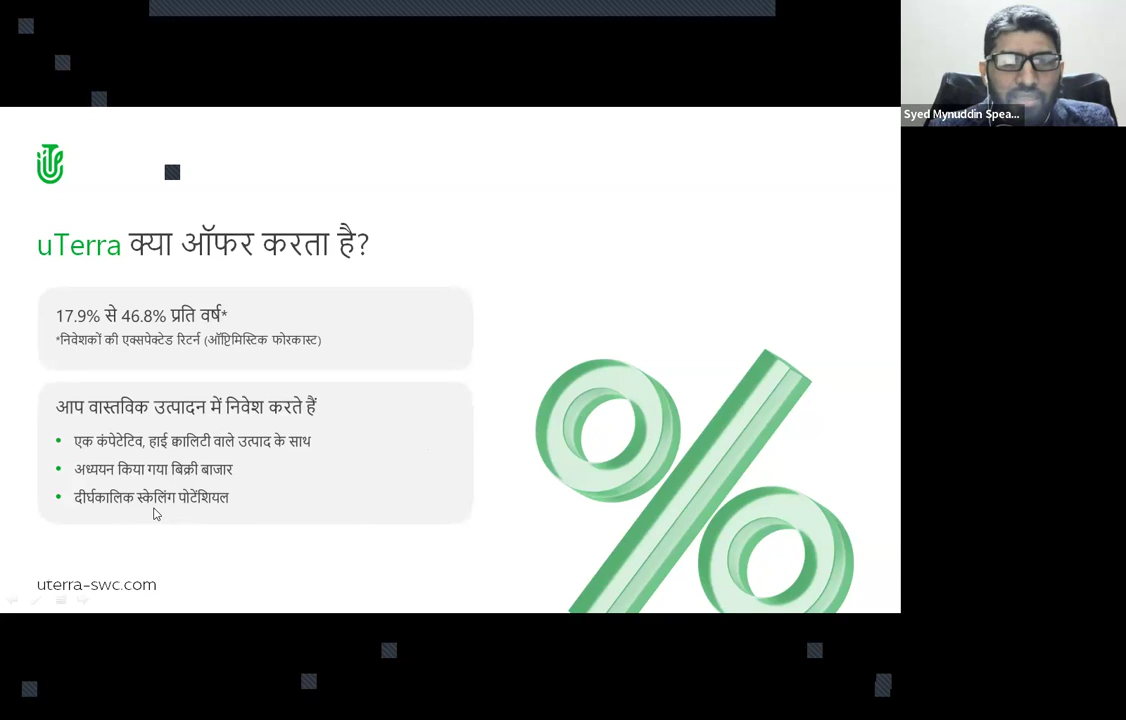 Syed Mynuddin Spea...
uTerra क्या ऑफर करता है?
17.9% से 46.8% प्रति वर्ष*
*निवेशकों की एक्सपेक्टेड रिटर्न (ऑप्टिमिस्टिक फोरकास्ट)
आप वास्तविक उत्पादन में निवेश करते हैं
• एक कंपेटेटिव, हाई क्वालिटी वाले उत्पाद के साथ
• अध्ययन किया गया बिक्री बाजार
• दीर्घकालिक स्केलिंग पोटेंशियल
uterra-swc.com